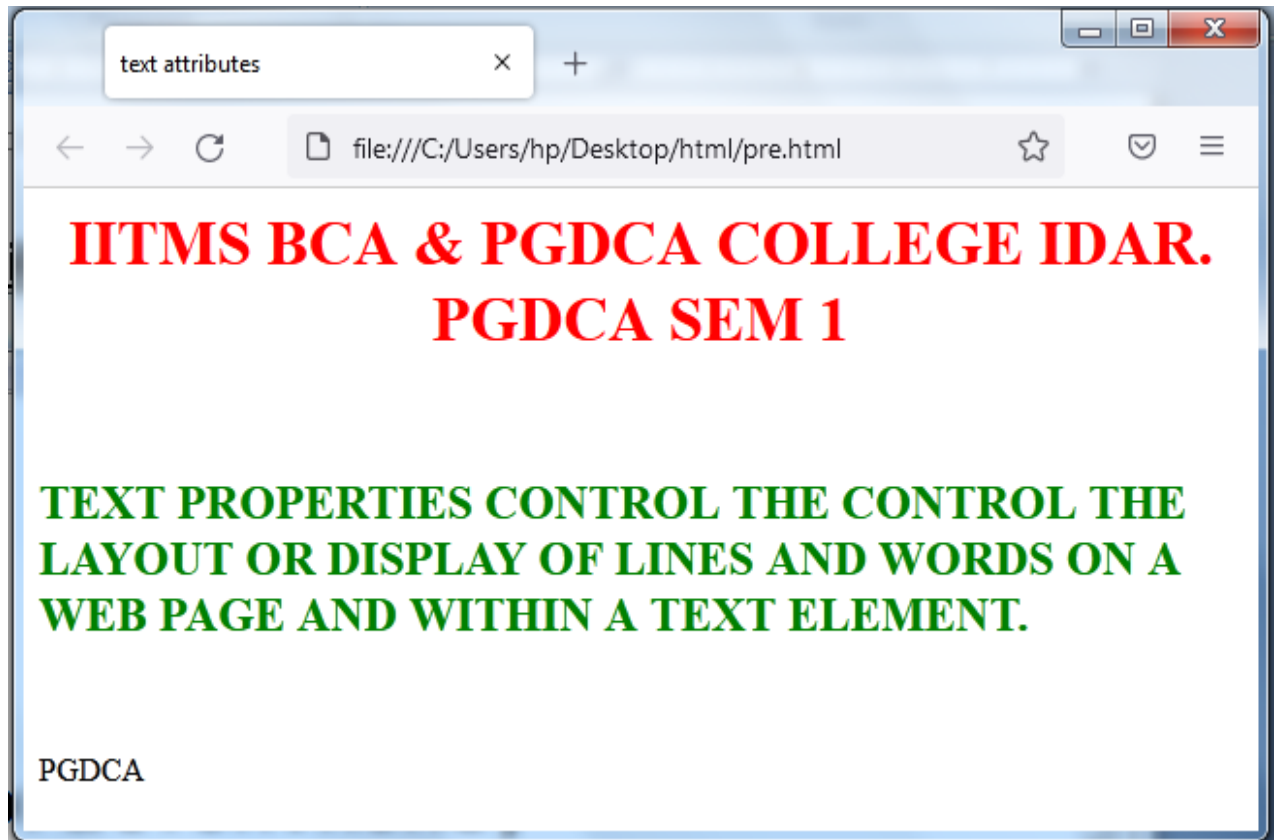 text attributes
file:///C:/Users/hp/Desktop/html/pre.html
IITMS BCA & PGDCA COLLEGE IDAR.
PGDCA SEM 1
TEXT PROPERTIES CONTROL THE CONTROL THE
LAYOUT OR DISPLAY OF LINES AND WORDS ON A
WEB PAGE AND WITHIN A TEXT ELEMENT.
PGDCA